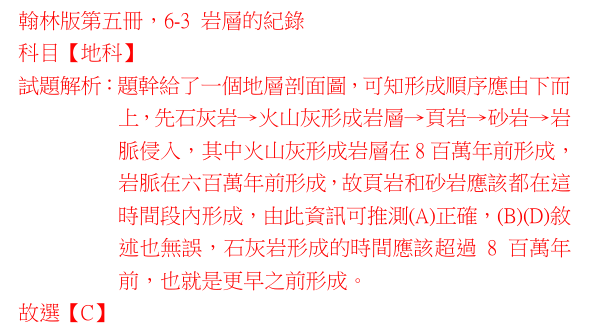 翰林版第五冊，6-3 岩層的紀錄
科目【地科】
試題解析：題幹給了一個地層剖面圖，可知形成順序應由下而
上，先石灰岩→火山灰形成岩層→頁岩→砂岩→岩
脈侵入，其中火山灰形成岩層在 8 百萬年前形成，
岩脈在六百萬年前形成，故頁岩和砂岩應該都在這
時間段內形成，由此資訊可推測(A)正確，(B)(D)敘
述也無誤，石灰岩形成的時間應該超過 8 百萬年
前，也就是更早之前形成。
故選【C】